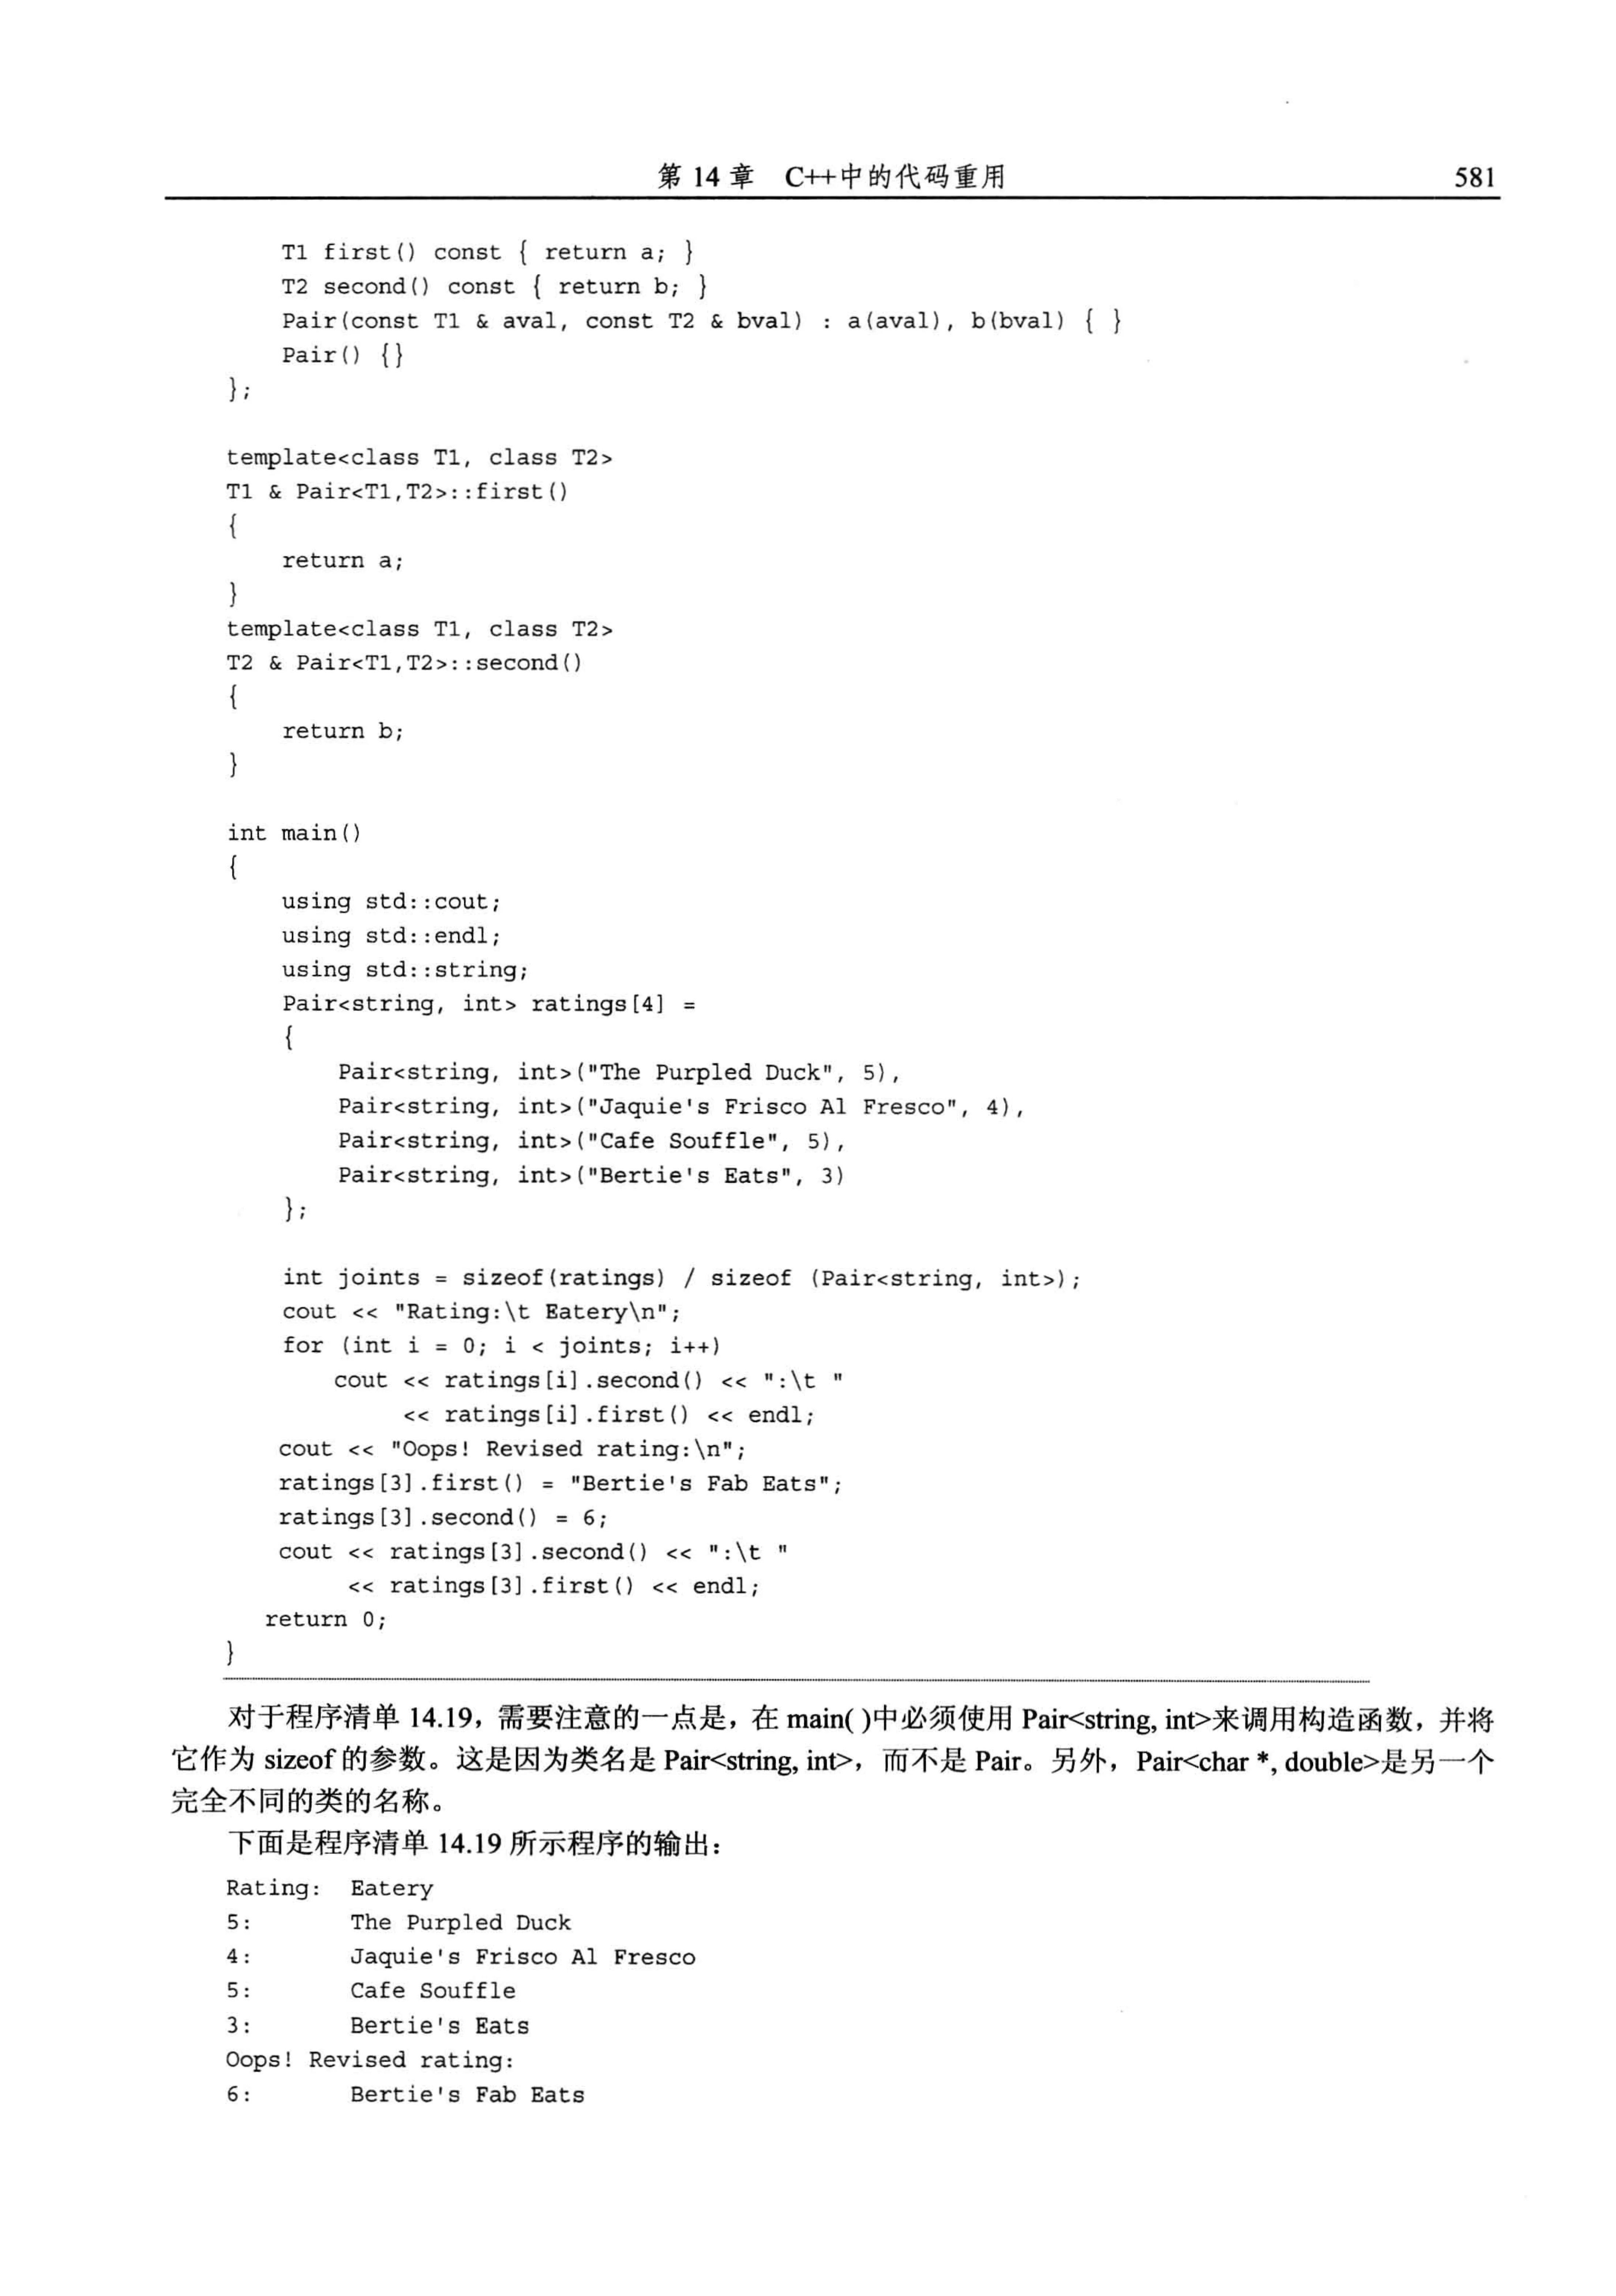 第 14 章 C++中的代码重用 581
T1 first() const { return a; }
T2 second() const { return b; }
Pair(const T1 & aval, const T2 & bval) : a(aval), b(bval) { }
Pair() {}
};
template<class T1, class T2>
T1 & Pair<T1,T2>::first()
{
return a;
}
template<class T1, class T2>
T2 & Pair<T1,T2>::second()
{
return b;
}
int main()
{
using std::cout;
using std::endl;
using std::string;
Pair<string, int> ratings[4] =
{
Pair<string, int>("The Purpled Duck", 5),
Pair<string, int>("Jaquie's Frisco Al Fresco", 4),
Pair<string, int>("Cafe Souffle", 5),
Pair<string, int>("Bertie's Eats", 3)
};
int joints = sizeof(ratings) / sizeof (Pair<string, int>);
cout << "Rating:\t Eatery\n";
for (int i = 0; i < joints; i++)
cout << ratings[i].second() << ":\t "
<< ratings[i].first() << endl;
cout << "Oops! Revised rating:\n";
ratings[3].first() = "Bertie's Fab Eats";
ratings[3].second() = 6;
cout << ratings[3].second() << ":\t "
<< ratings[3].first() << endl;
return 0;
}
对于程序清单 14.19，需要注意的一点是，在 main( )中必须使用 Pair<string, int>来调用构造函数，并将
它作为 sizeof 的参数。这是因为类名是 Pair<string, int>，而不是 Pair。另外，Pair<char *, double>是另一个
完全不同的类的名称。
下面是程序清单 14.19 所示程序的输出：
Rating: Eatery
5: The Purpled Duck
4: Jaquie's Frisco Al Fresco
5: Cafe Souffle
3: Bertie's Eats
Oops! Revised rating:
6: Bertie's Fab Eats